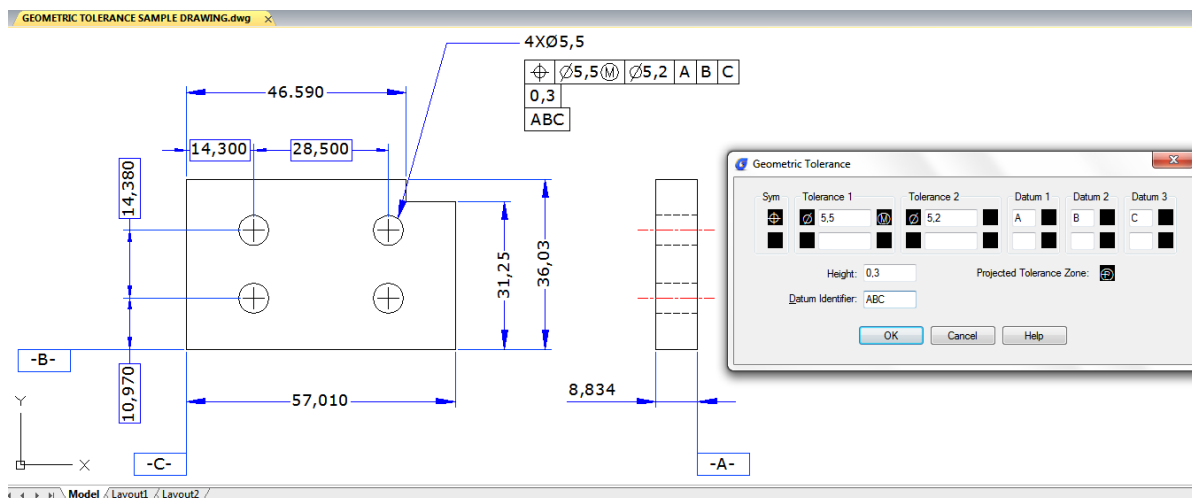 GEOMETRIC TOLERANCE SAMPLE DRAWING.dwg
4XØ5,5
⌖ Ø5,5Ⓜ Ø5,2 A B C
0,3
ABC
46.590
14,300 28,500
14,380
10,970
31,25
36,03
57,010
8,834
-B-
-C-
-A-
Y
X
Geometric Tolerance
Sym Tolerance 1 Tolerance 2 Datum 1 Datum 2 Datum 3
⌖ Ø 5,5 Ⓜ Ø 5,2 A B C
Height: 0,3 Projected Tolerance Zone: Ⓟ
Datum Identifier: ABC
OK Cancel Help
Model Layout1 Layout2